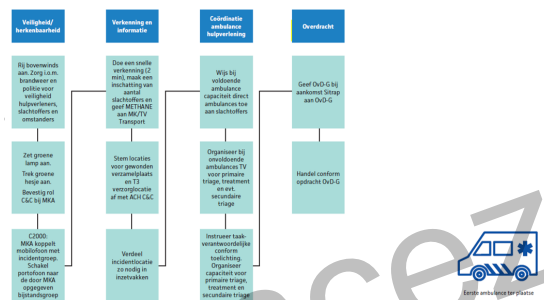 Veiligheid/
herkenbaarheid
Rij bovenwinds
aan. Zorg i.o.m.
brandweer en
politie voor
veiligheid
hulpverleners,
slachtoffers en
omstanders
Zet groene
lamp aan.
Trek groene
hesje aan.
Bevestig rol
C&C bij MKA
C2000:
MKA koppelt
mobilofoon met
incidentgroep.
Schakel
portofoon naar
de door MKA
opgegeven
bijstandsgroep
Verkenning en
informatie
Doe een snelle
verkenning (2
min), maak een
inschatting van
aantal
slachtoffers en
geef METHANE
aan MK/TV
Transport
Stem locaties
voor gewonden
verzamelplaats
en T3
verzorglocatie
af met ACH C&C
Verdeel
incidentlocatie
zo nodig in
inzetvakken
Coördinatie
ambulance
hulpverlening
Wijs bij
voldoende
ambulance
capaciteit direct
ambulances toe
aan slachtoffers
Organiseer bij
onvoldoende
ambulances TV
voor primaire
triage, treatment
en evt.
secundaire
triage
Instrueer taak-
verantwoordelijke
conform
toelichting.
Organiseer
capaciteit voor
primaire triage,
treatment en
secundaire triage
Overdracht
Geef OvD-G bij
aankomst Sitrap
aan OvD-G
Handel conform
opdracht OvD-G
Eerste ambulance ter plaatse